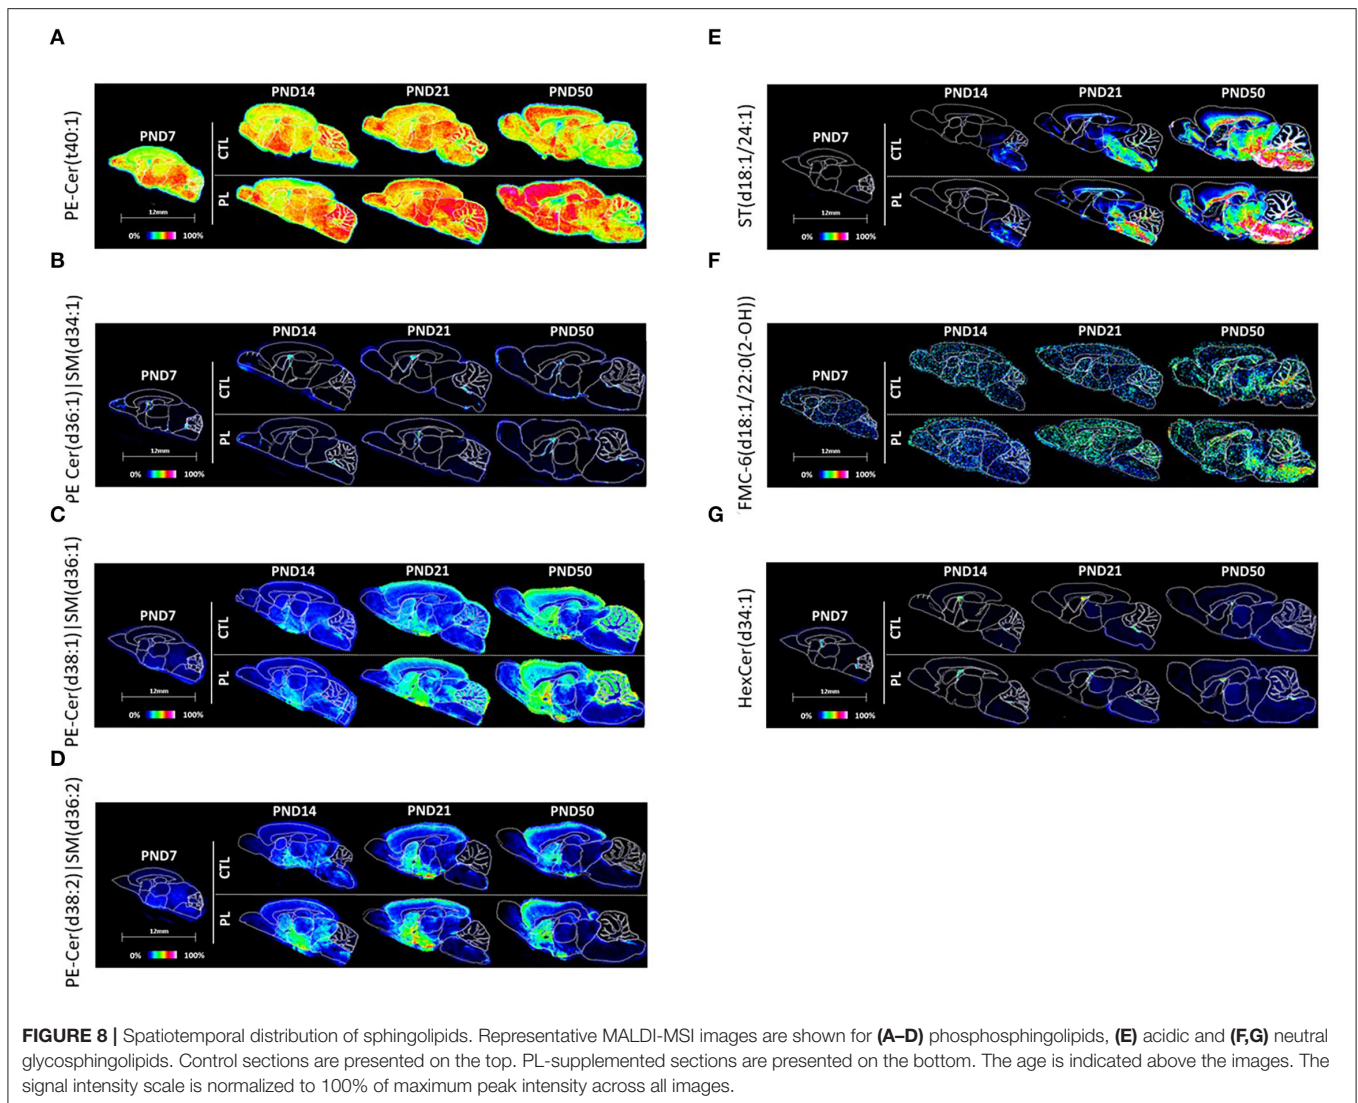 A
PE-Cer(t40:1)
PND7
PND14
PND21
PND50
CTL
PL
12mm
0%
100%
B
PE Cer(d36:1)||SM(d34:1)
PND7
PND14
PND21
PND50
CTL
PL
12mm
0%
100%
C
PE-Cer(d38:1)||SM(d36:1)
PND7
PND14
PND21
PND50
CTL
PL
12mm
0%
100%
D
PE-Cer(d38:2)||SM(d36:2)
PND7
PND14
PND21
PND50
CTL
PL
12mm
0%
100%
E
ST(d18:1/24:1)
PND7
PND14
PND21
PND50
CTL
PL
12mm
0%
100%
F
FMC-6(d18:1/22:0(2-OH))
PND7
PND14
PND21
PND50
CTL
PL
12mm
0%
100%
G
HexCer(d34:1)
PND7
PND14
PND21
PND50
CTL
PL
12mm
0%
100%
FIGURE 8 | Spatiotemporal distribution of sphingolipids. Representative MALDI-MSI images are shown for (A–D) phosphosphingolipids, (E) acidic and (F,G) neutral
glycosphingolipids. Control sections are presented on the top. PL-supplemented sections are presented on the bottom. The age is indicated above the images. The
signal intensity scale is normalized to 100% of maximum peak intensity across all images.